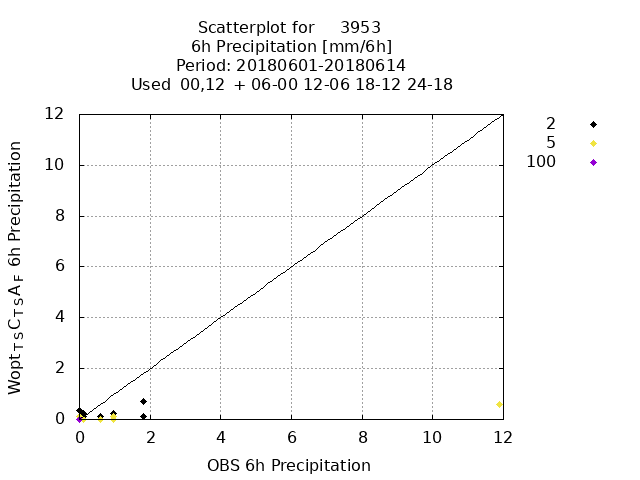 Scatterplot for 3953
6h Precipitation [mm/6h]
Period: 20180601-20180614
Used 00,12 + 06-00 12-06 18-12 24-18
2
5
100
12
10
8
6
4
2
0
0 2 4 6 8 10 12
WoptTSCTSAF 6h Precipitation
OBS 6h Precipitation